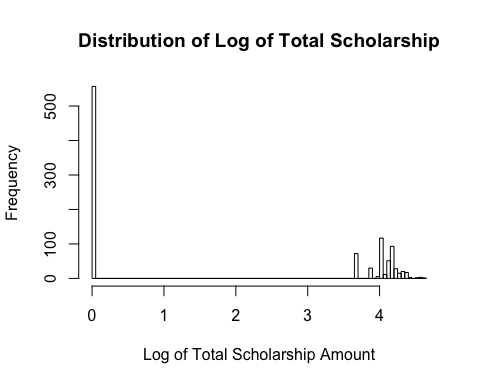 Distribution of Log of Total Scholarship
Frequency
500
300
100
0
0 1 2 3 4
Log of Total Scholarship Amount